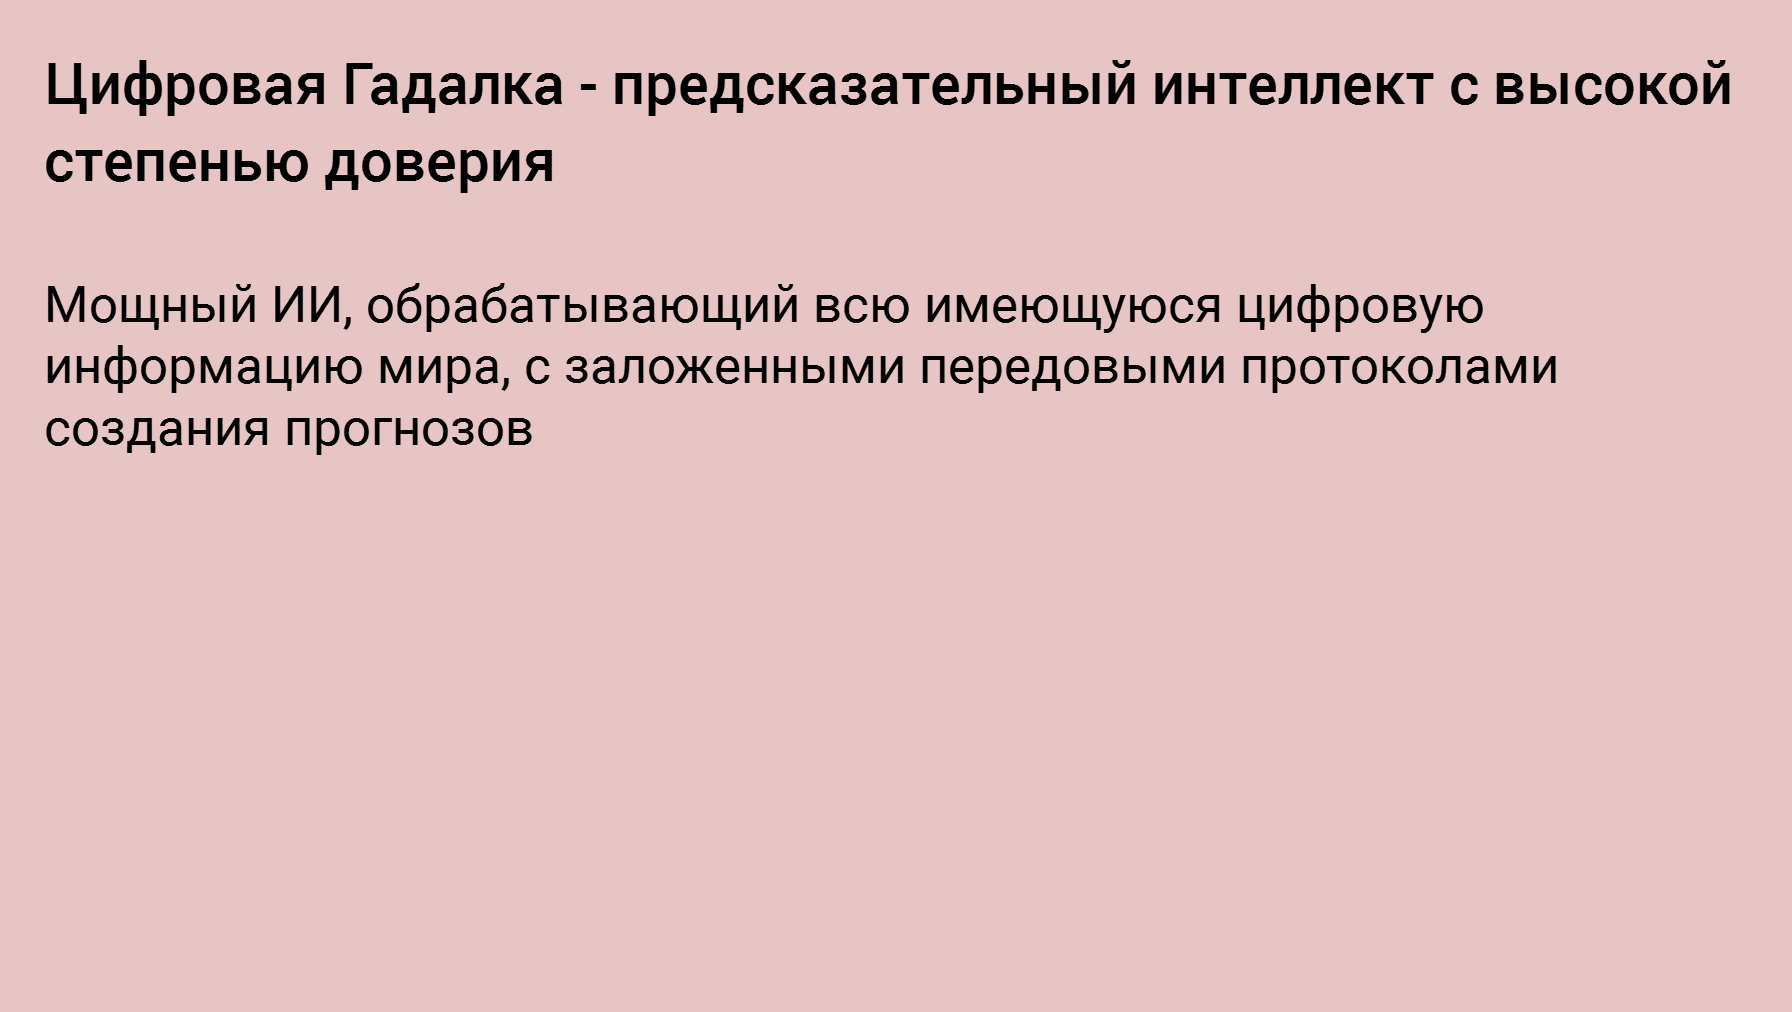 Цифровая Гадалка - предсказательный интеллект с высокой
степенью доверия
Мощный ИИ, обрабатывающий всю имеющуюся цифровую
информацию мира, с заложенными передовыми протоколами
создания прогнозов